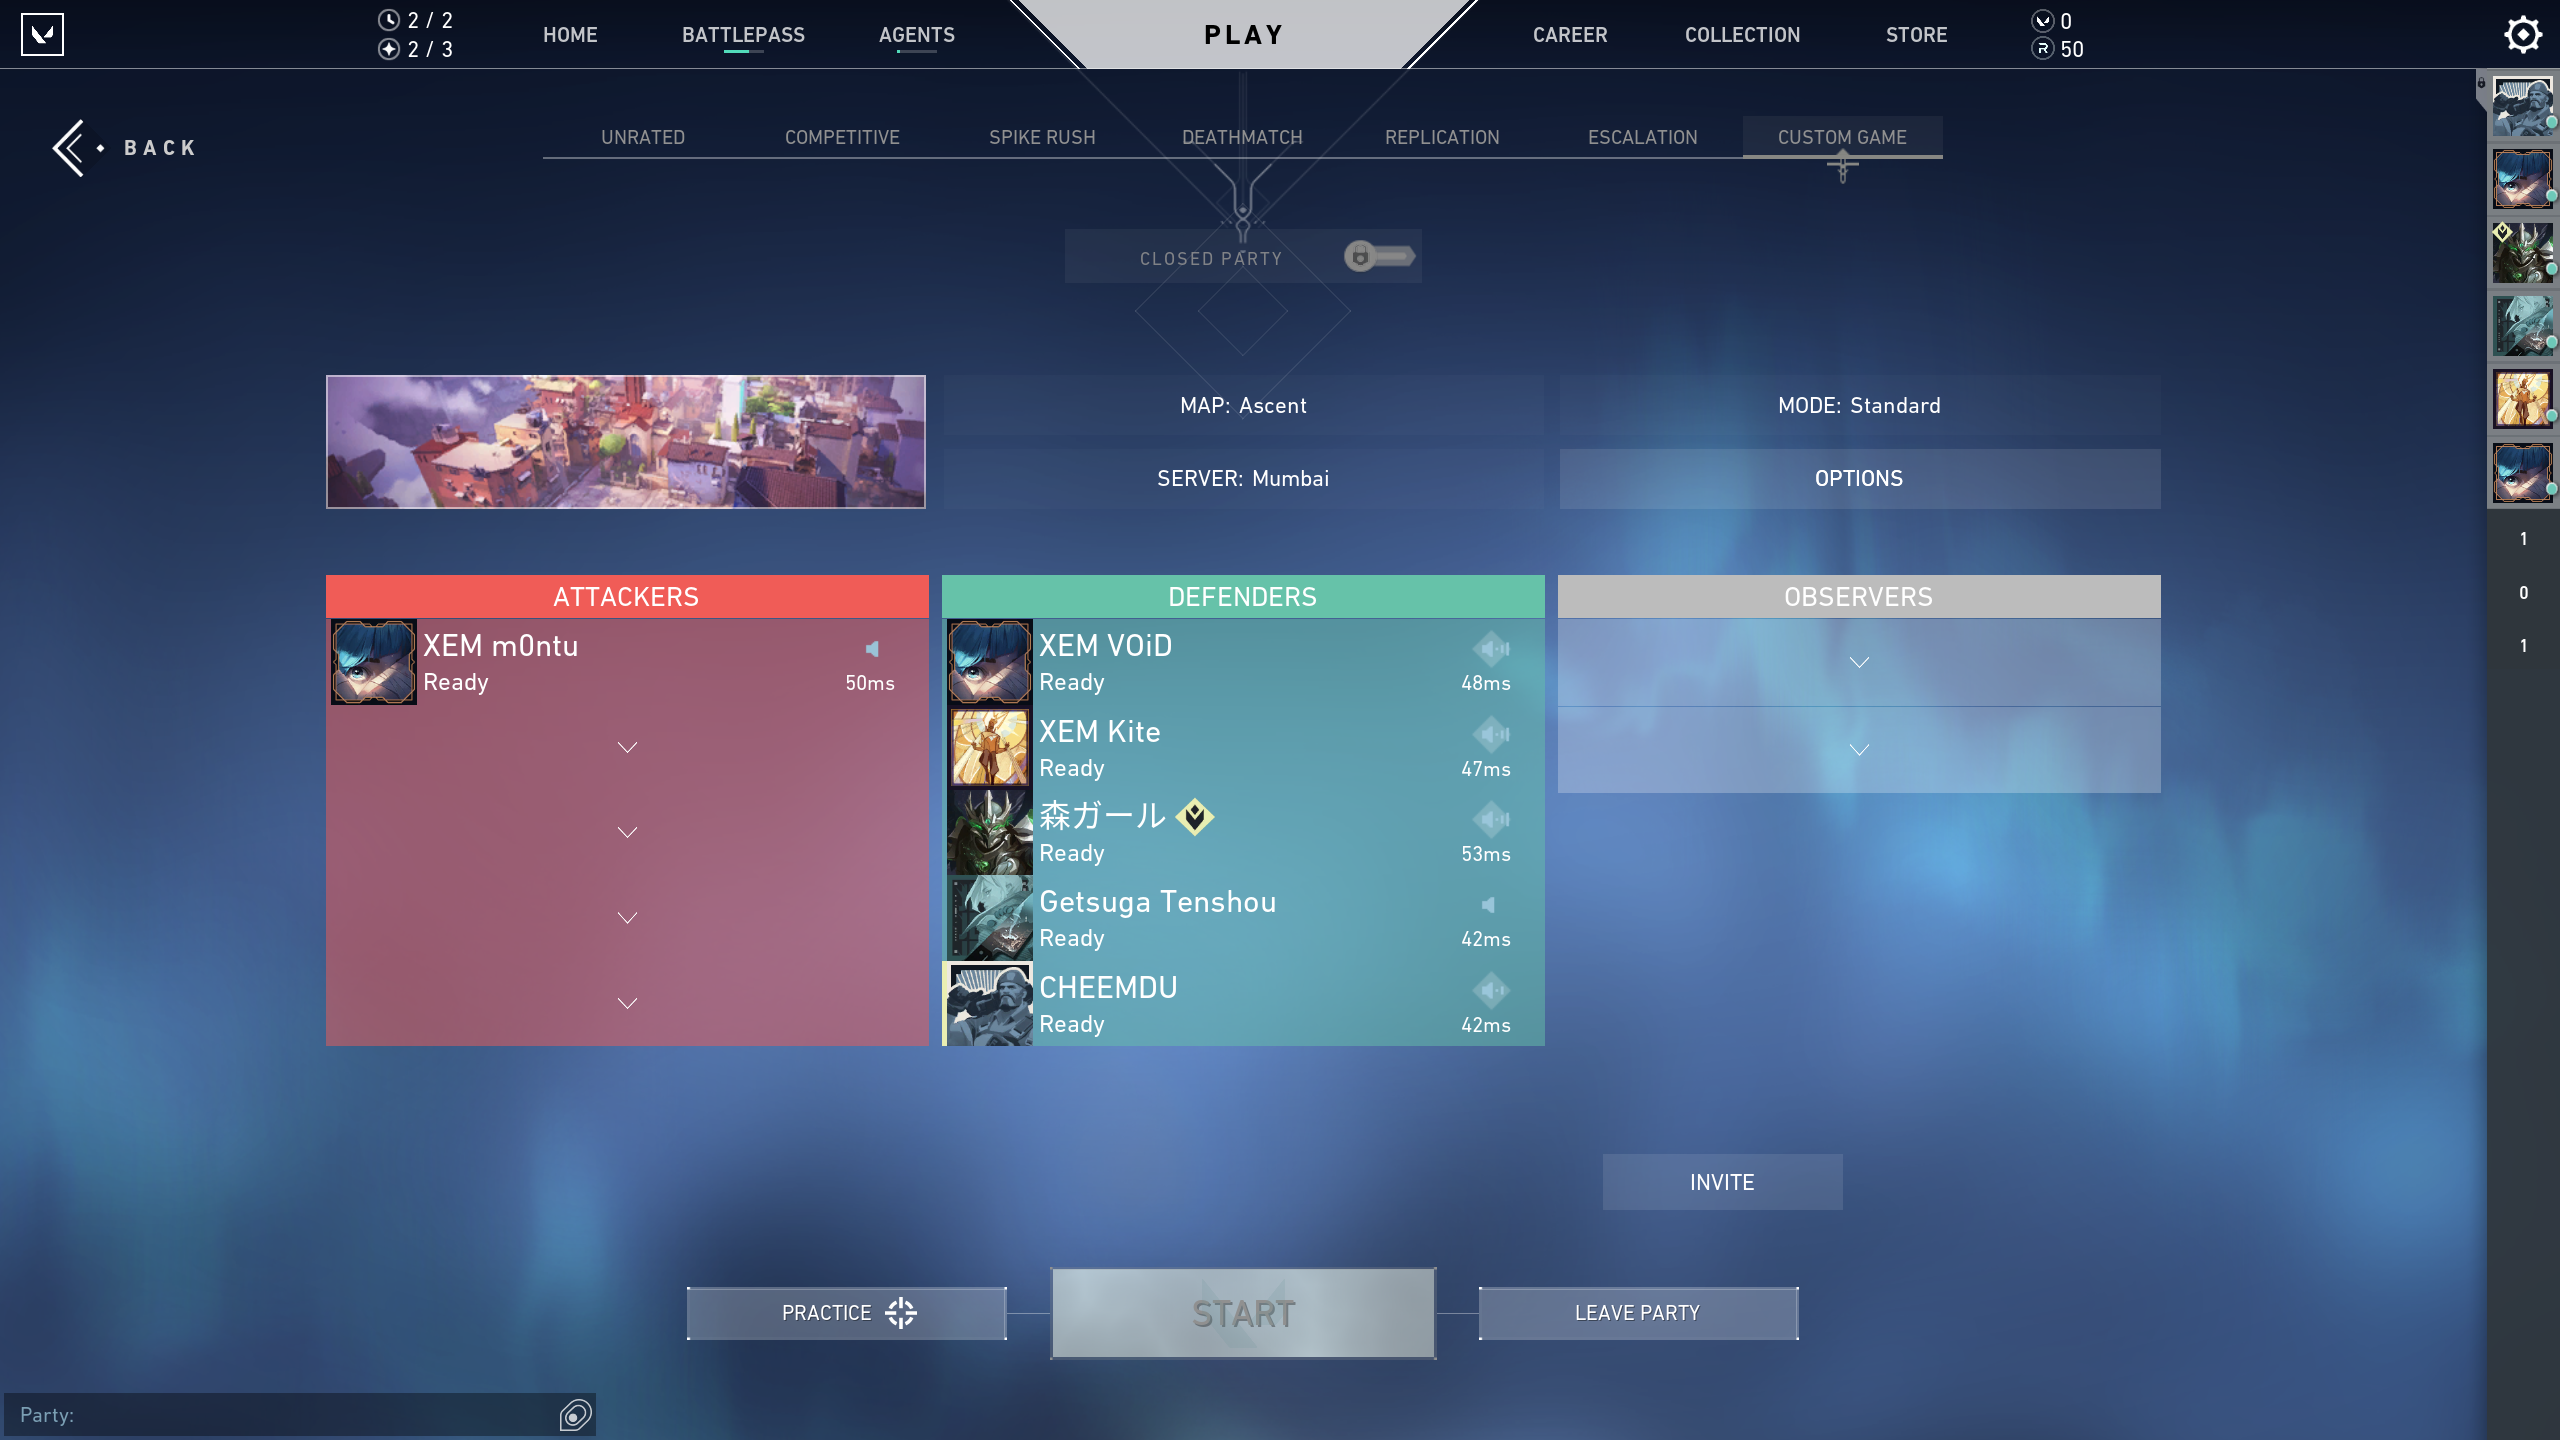 2 / 2
2 / 3
HOME
BATTLEPASS
AGENTS
PLAY
CAREER
COLLECTION
STORE
0
R 50
BACK
UNRATED
COMPETITIVE
SPIKE RUSH
DEATHMATCH
REPLICATION
ESCALATION
CUSTOM GAME
CLOSED PARTY
MAP: Ascent
MODE: Standard
SERVER: Mumbai
OPTIONS
ATTACKERS
XEM m0ntu
Ready
50ms
DEFENDERS
XEM VOiD
Ready
48ms
XEM Kite
Ready
47ms
森ガール
Ready
53ms
Getsuga Tenshou
Ready
42ms
CHEEMDU
Ready
42ms
OBSERVERS
1
0
1
INVITE
PRACTICE
START
LEAVE PARTY
Party: